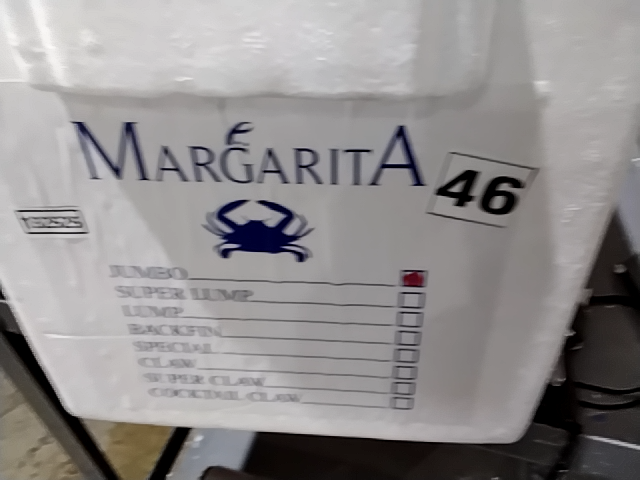 MARGARITA
46
132525
JUMBO
SUPER LUMP
LUMP
BACKFIN
SPECIAL
CLAW
SUPER CLAW
COCKTAIL CLAW